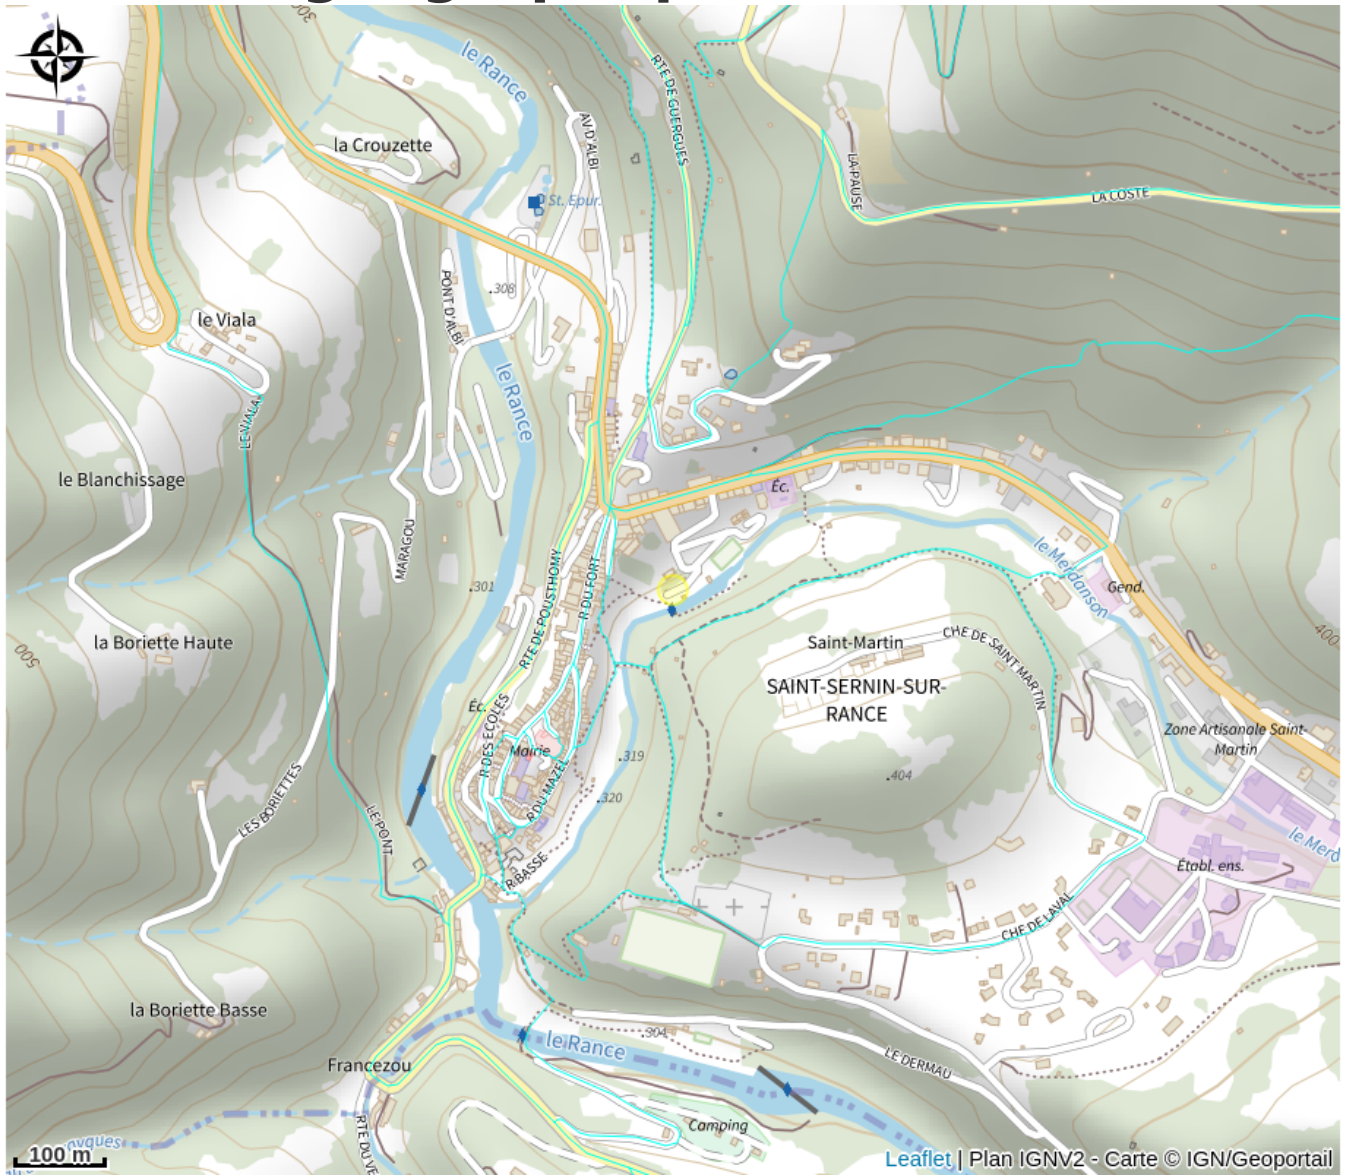 le Rance
300
RTE DE GUERGUES
AV D'ALBI
la Crouzette
LA PAUSE
LA COSTE
St. Epur.
PONT D'ALBI
.308
le Viala
le Rance
LE VIALA
le Blanchissage
Éc.
MARAGOU
le Merdanson
RTE DE POUSTHOMY
R DU FORT
.301
Gend.
400
500
la Boriette Haute
Saint-Martin
CHE DE SAINT MARTIN
SAINT-SERNIN-SUR-
RANCE
Éc.
R DES ECOLES
Mairie
.319
Zone Artisanale Saint-
Martin
.404
R DU MAZEL
.320
LES BORIETTES
LE PONT
le Merd
R BASSE
Établ. ens.
CHE DE LAVAL
la Boriette Basse
.304
le Rance
LE DERMAU
Francezou
RTE DU VE
Camping
100 m
Leaflet | Plan IGNV2 - Carte © IGN/Geoportail